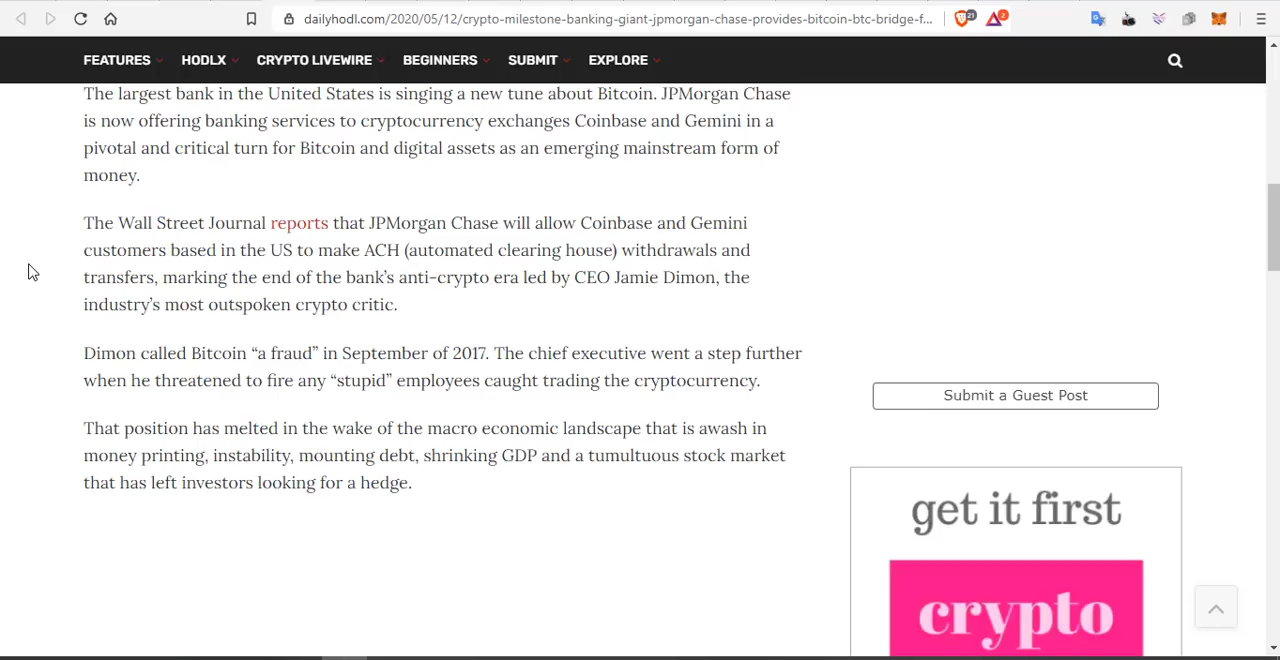 dailyhodl.com/2020/05/12/crypto-milestone-banking-giant-jpmorgan-chase-provides-bitcoin-btc-bridge-f...
21
2
FEATURES
HODLX
CRYPTO LIVEWIRE
BEGINNERS
SUBMIT
EXPLORE
The largest bank in the United States is singing a new tune about Bitcoin. JPMorgan Chase
is now offering banking services to cryptocurrency exchanges Coinbase and Gemini in a
pivotal and critical turn for Bitcoin and digital assets as an emerging mainstream form of
money.
The Wall Street Journal reports that JPMorgan Chase will allow Coinbase and Gemini
customers based in the US to make ACH (automated clearing house) withdrawals and
transfers, marking the end of the bank’s anti-crypto era led by CEO Jamie Dimon, the
industry’s most outspoken crypto critic.
Dimon called Bitcoin “a fraud” in September of 2017. The chief executive went a step further
when he threatened to fire any “stupid” employees caught trading the cryptocurrency.
That position has melted in the wake of the macro economic landscape that is awash in
money printing, instability, mounting debt, shrinking GDP and a tumultuous stock market
that has left investors looking for a hedge.
Submit a Guest Post
get it first
crypto